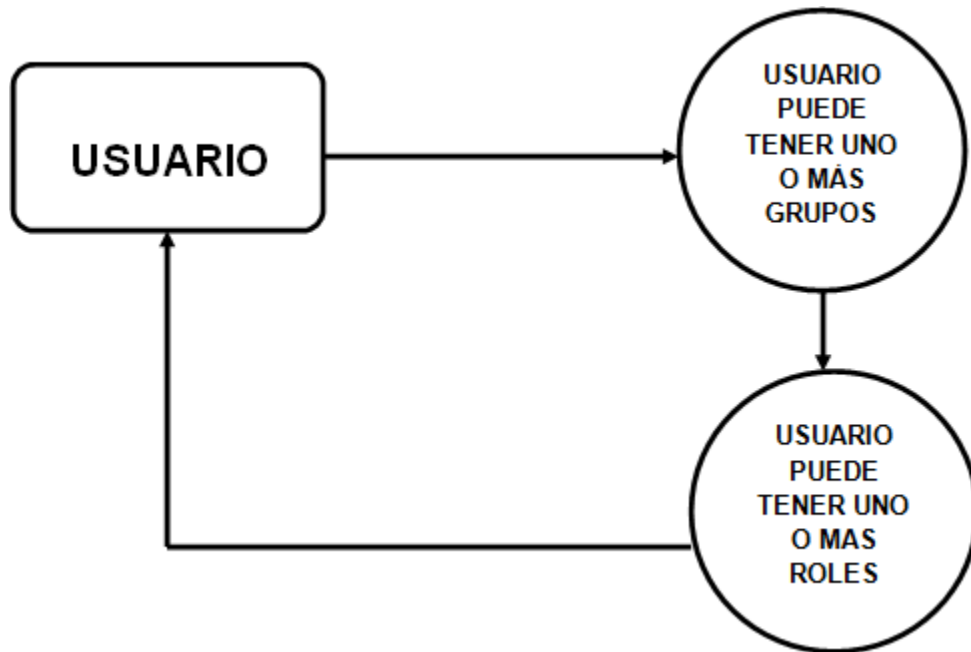 USUARIO
USUARIO
PUEDE
TENER UNO
O MÁS
GRUPOS
USUARIO
PUEDE
TENER UNO
O MAS
ROLES